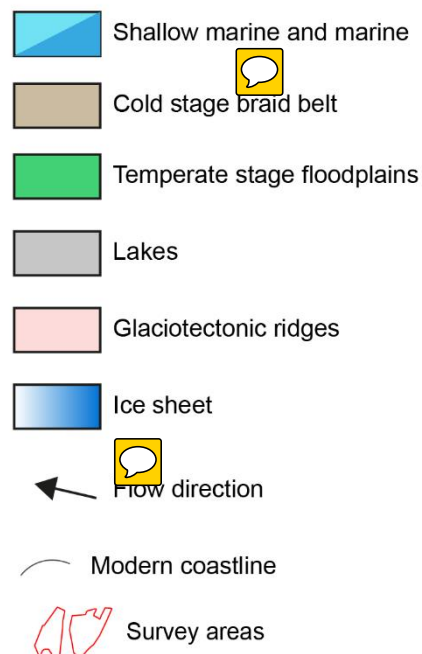 Shallow marine and marine
Cold stage braid belt
Temperate stage floodplains
Lakes
Glaciotectonic ridges
Ice sheet
Flow direction
Modern coastline
Survey areas